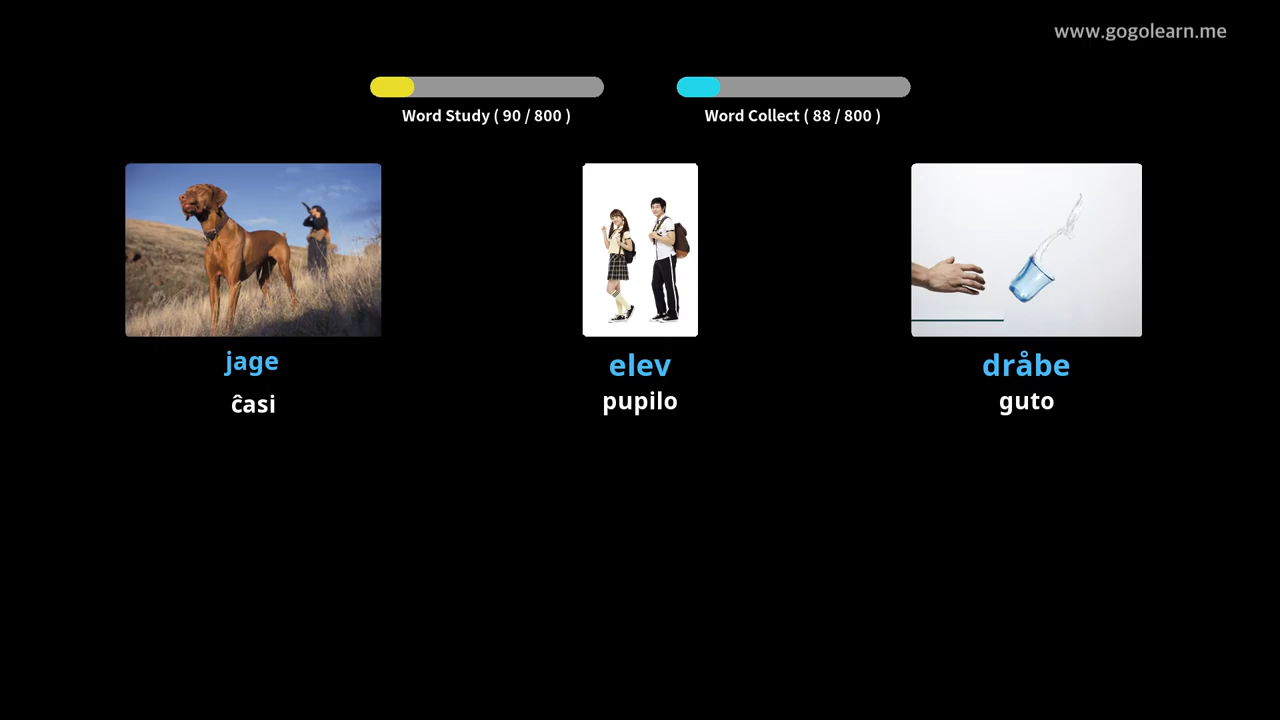 www.gogolearn.me
Word Study ( 90 / 800 )
Word Collect ( 88 / 800 )
jage
elev
dråbe
ĉasi
pupilo
guto